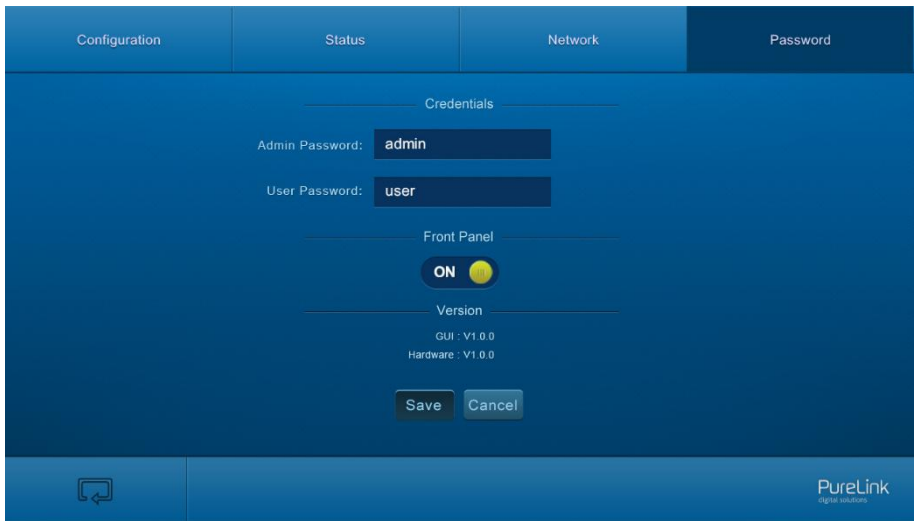 Configuration Status Network Password
Credentials
Admin Password: admin
User Password: user
Front Panel
ON
Version
GUI : V1.0.0
Hardware : V1.0.0
Save Cancel
PureLink
digital solutions